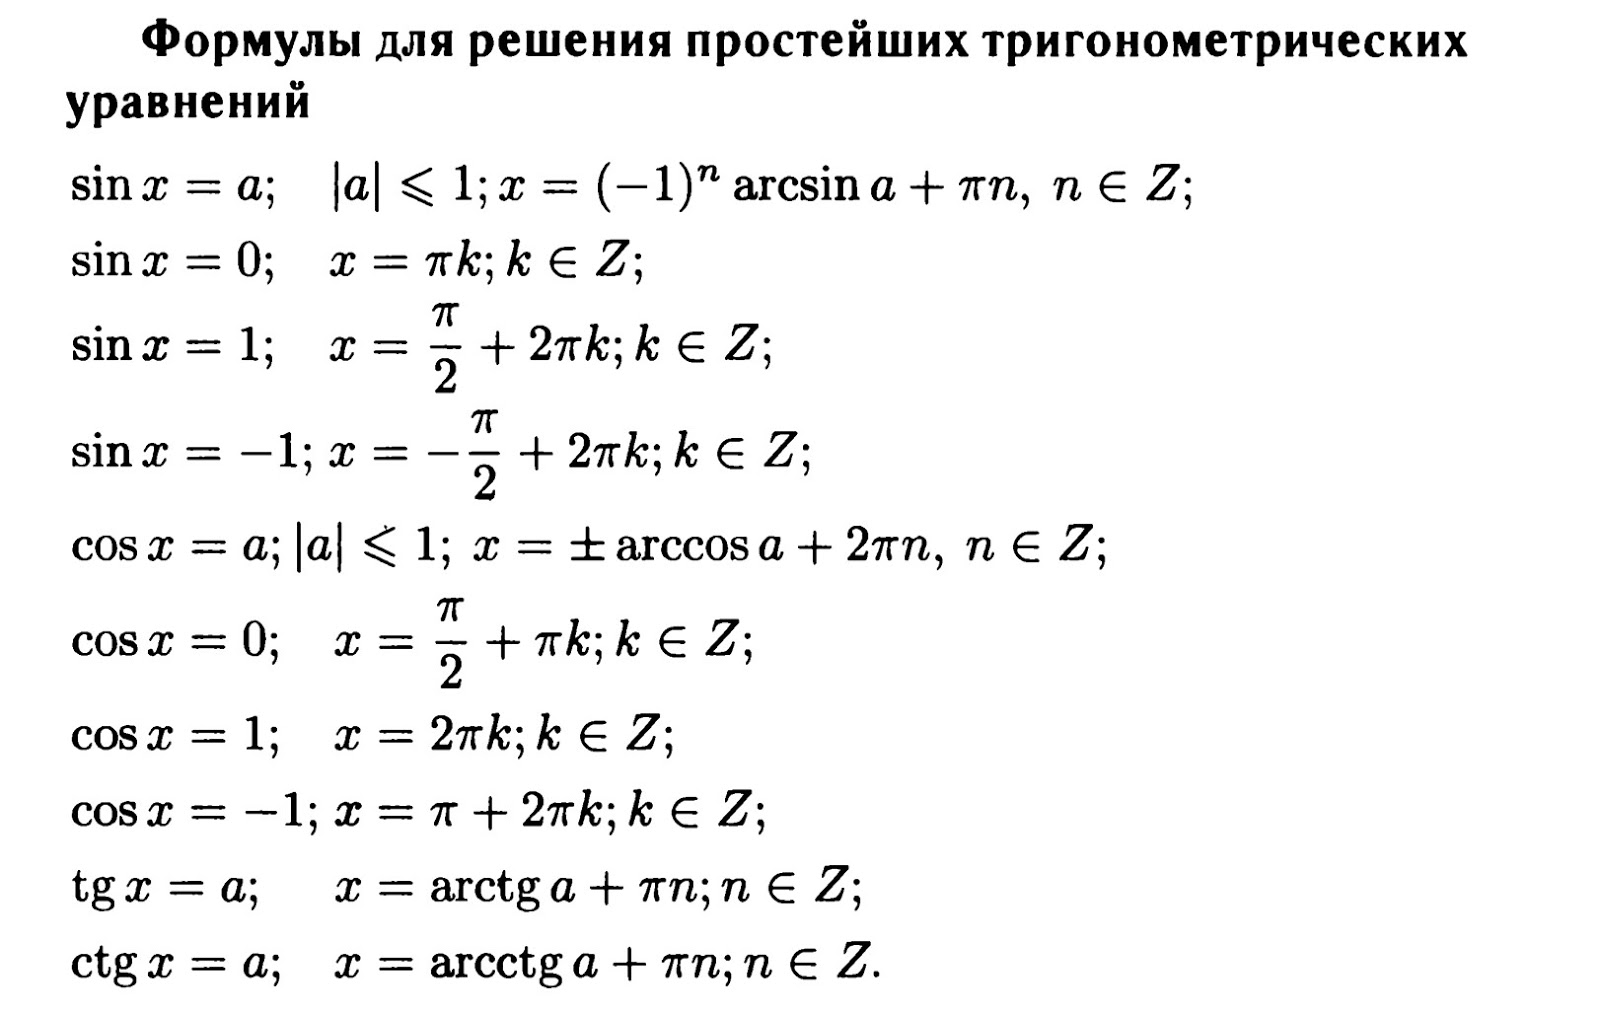 Формулы для решения простейших тригонометрических
уравнений
sin x = a; |a| ⩽ 1; x = (−1)ⁿ arcsin a + πn, n ∈ Z;
sin x = 0; x = πk; k ∈ Z;
sin x = 1; x = π/2 + 2πk; k ∈ Z;
sin x = −1; x = −π/2 + 2πk; k ∈ Z;
cos x = a; |a| ⩽ 1; x = ± arccos a + 2πn, n ∈ Z;
cos x = 0; x = π/2 + πk; k ∈ Z;
cos x = 1; x = 2πk; k ∈ Z;
cos x = −1; x = π + 2πk; k ∈ Z;
tg x = a; x = arctg a + πn; n ∈ Z;
ctg x = a; x = arcctg a + πn; n ∈ Z.